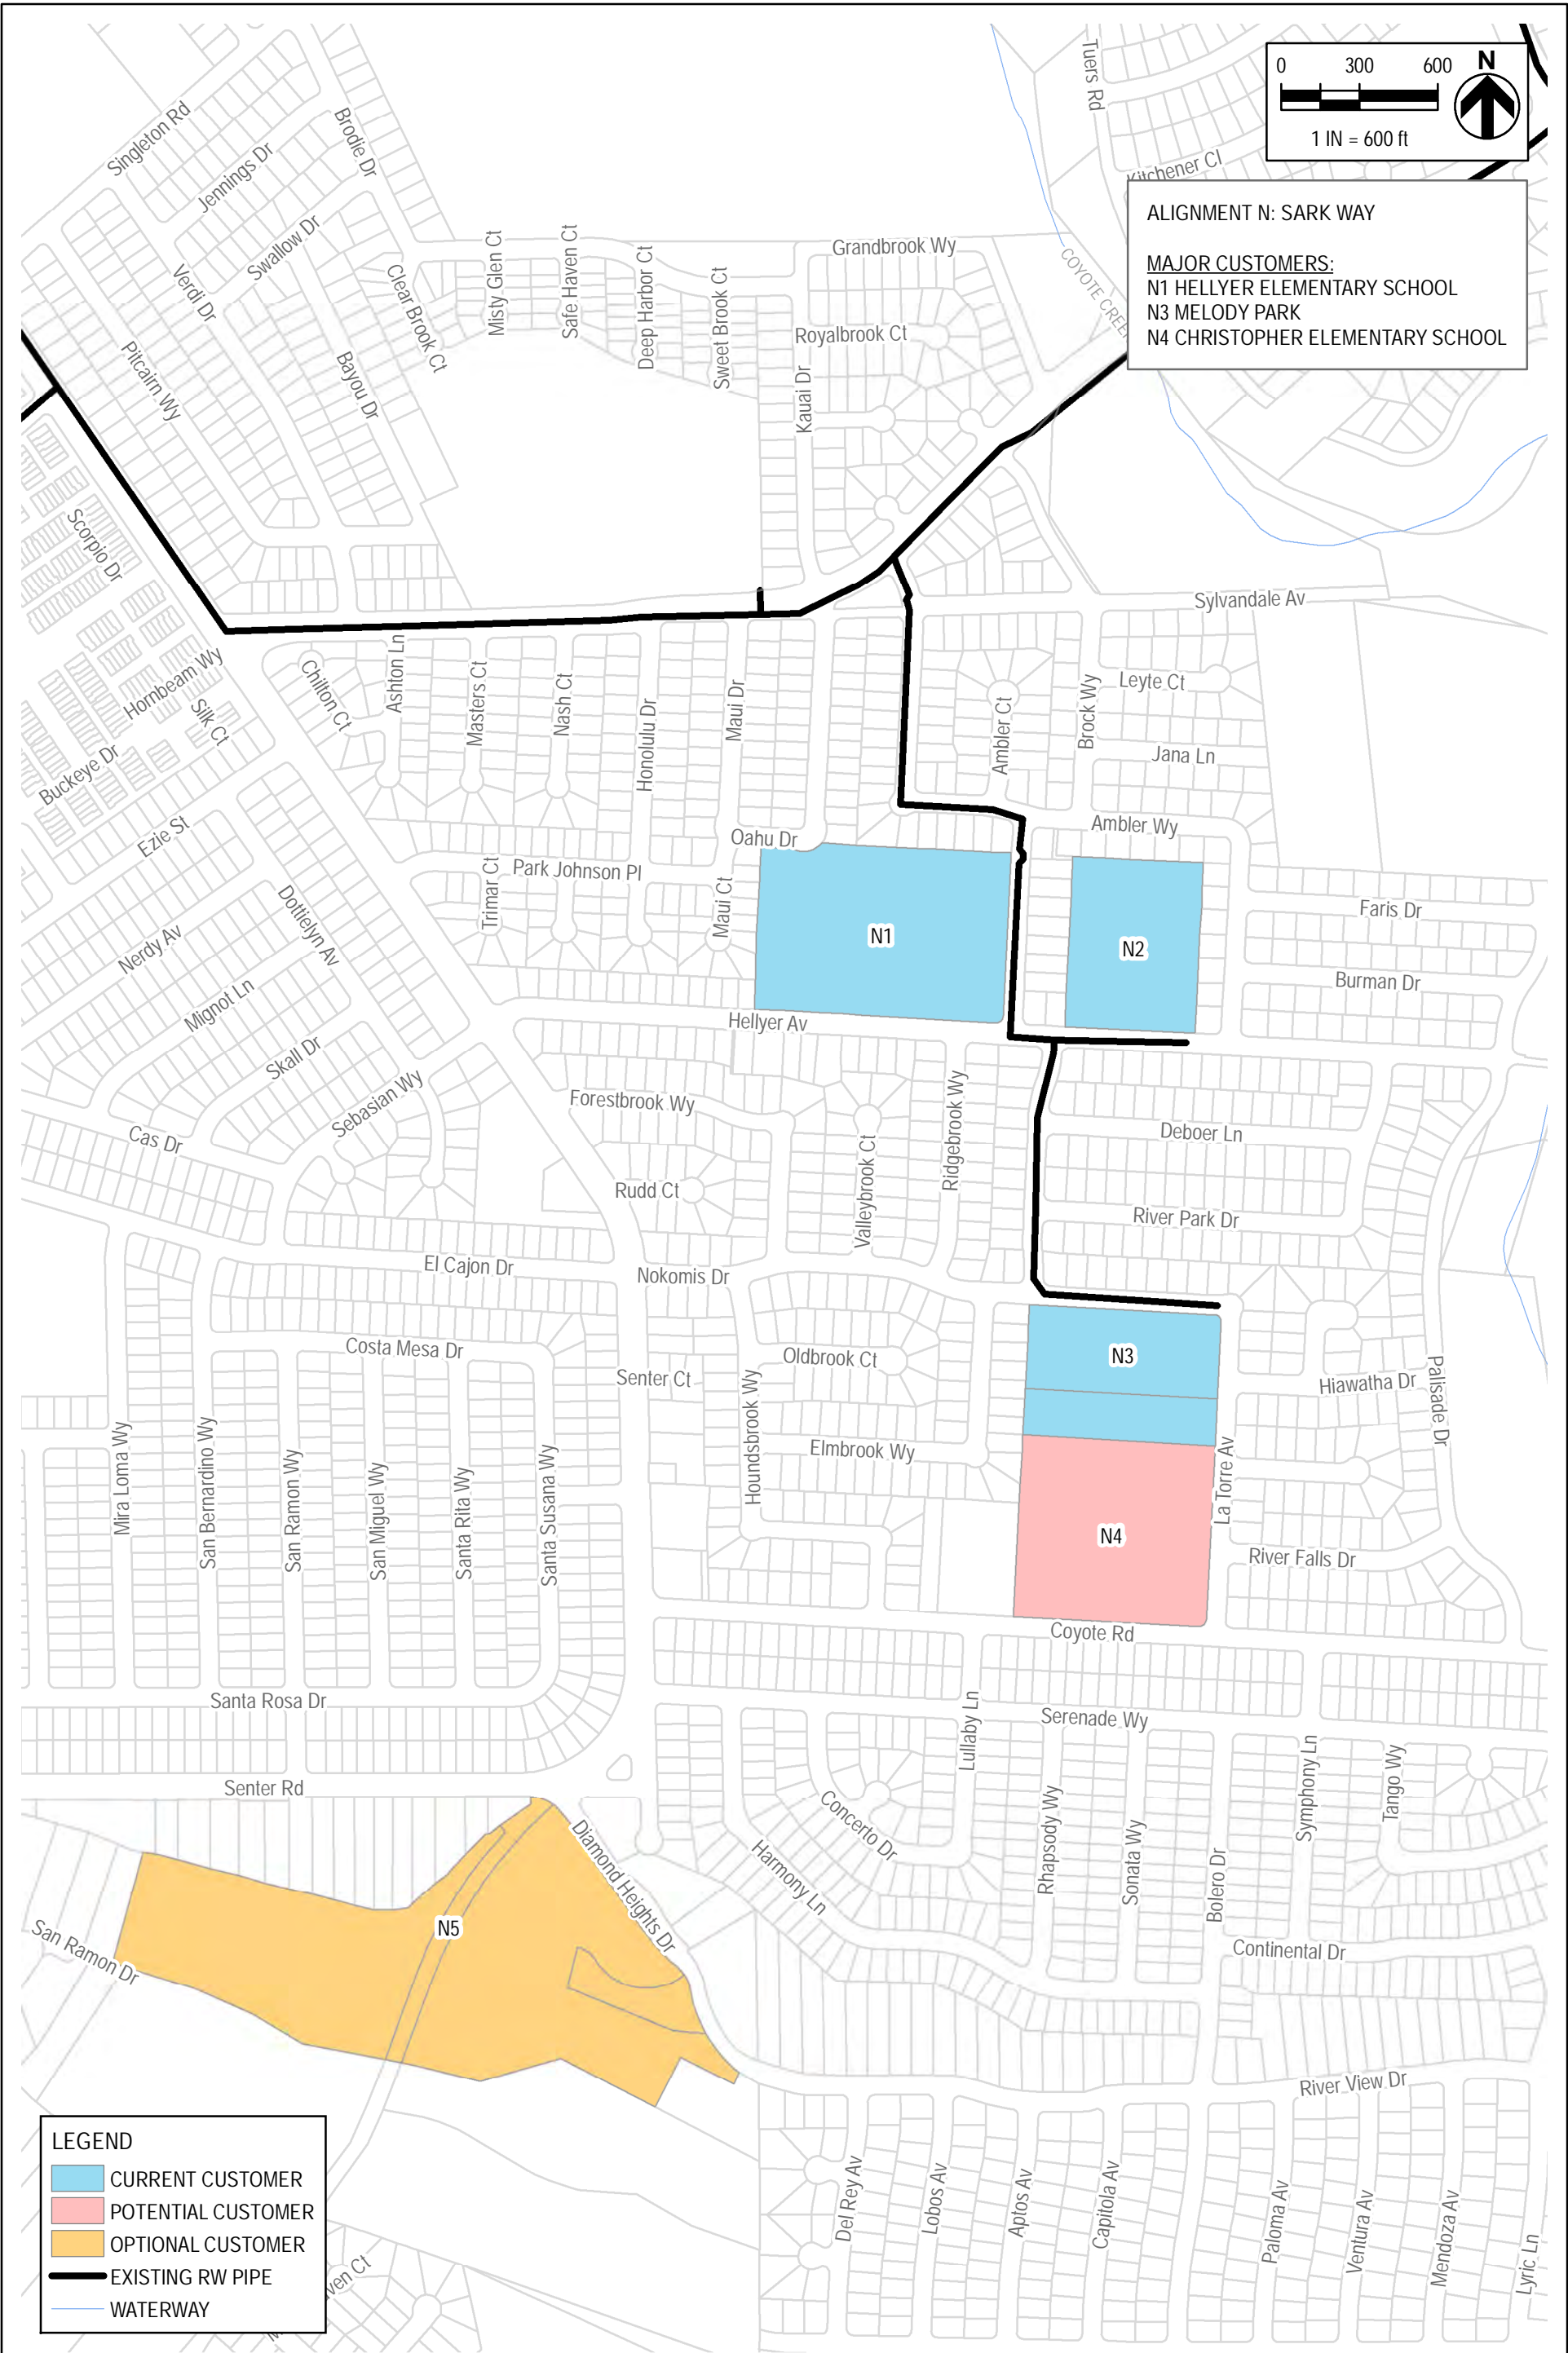 Tuers Rd
0 300 600 N
1 IN = 600 ft
Kitchener Cl
ALIGNMENT N: SARK WAY
MAJOR CUSTOMERS:
N1 HELLYER ELEMENTARY SCHOOL
N3 MELODY PARK
N4 CHRISTOPHER ELEMENTARY SCHOOL
COYOTE CREEK
Singleton Rd
Brodie Dr
Jennings Dr
Swallow Dr
Verdi Dr
Clear Brook Ct
Misty Glen Ct
Safe Haven Ct
Deep Harbor Ct
Sweet Brook Ct
Grandbrook Wy
Royalbrook Ct
Kauai Dr
Pitcairn Wy
Bayou Dr
Scorpio Dr
Sylvandale Av
Hornbeam Wy
Silk Ct
Buckeye Dr
Chilton Ct
Ashton Ln
Masters Ct
Nash Ct
Honolulu Dr
Maui Dr
Ambler Ct
Brock Wy
Leyte Ct
Jana Ln
Ambler Wy
Oahu Dr
Ezie St
Park Johnson Pl
Trimar Ct
Maui Ct
Dottielyn Av
Nerdy Av
Mignot Ln
Skall Dr
Sebasian Wy
Cas Dr
N1
N2
Faris Dr
Burman Dr
Hellyer Av
Forestbrook Wy
Valleybrook Ct
Ridgebrook Wy
Deboer Ln
Rudd Ct
River Park Dr
El Cajon Dr
Nokomis Dr
Costa Mesa Dr
Oldbrook Ct
Senter Ct
Houndsbrook Wy
Elmbrook Wy
N3
Hiawatha Dr
Palisade Dr
La Torre Av
N4
River Falls Dr
Mira Loma Wy
San Bernardino Wy
San Ramon Wy
San Miguel Wy
Santa Rita Wy
Santa Susana Wy
Coyote Rd
Santa Rosa Dr
Serenade Wy
Lullaby Ln
Senter Rd
Concerto Dr
Harmony Ln
Rhapsody Wy
Sonata Wy
Bolero Dr
Symphony Ln
Tango Wy
Diamond Heights Dr
N5
San Ramon Dr
Continental Dr
River View Dr
Del Rey Av
Lobos Av
Aptos Av
Capitola Av
Paloma Av
Ventura Av
Mendoza Av
Lyric Ln
LEGEND
CURRENT CUSTOMER
POTENTIAL CUSTOMER
OPTIONAL CUSTOMER
EXISTING RW PIPE
WATERWAY